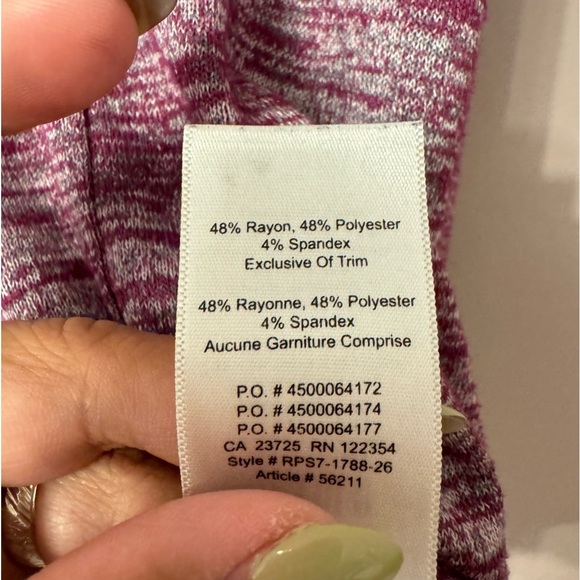 48% Rayon, 48% Polyester
4% Spandex
Exclusive Of Trim
48% Rayonne, 48% Polyester
4% Spandex
Aucune Garniture Comprise
P.O. # 4500064172
P.O. # 4500064174
P.O. # 4500064177
CA 23725 RN 122354
Style # RPS7-1788-26
Article # 56211